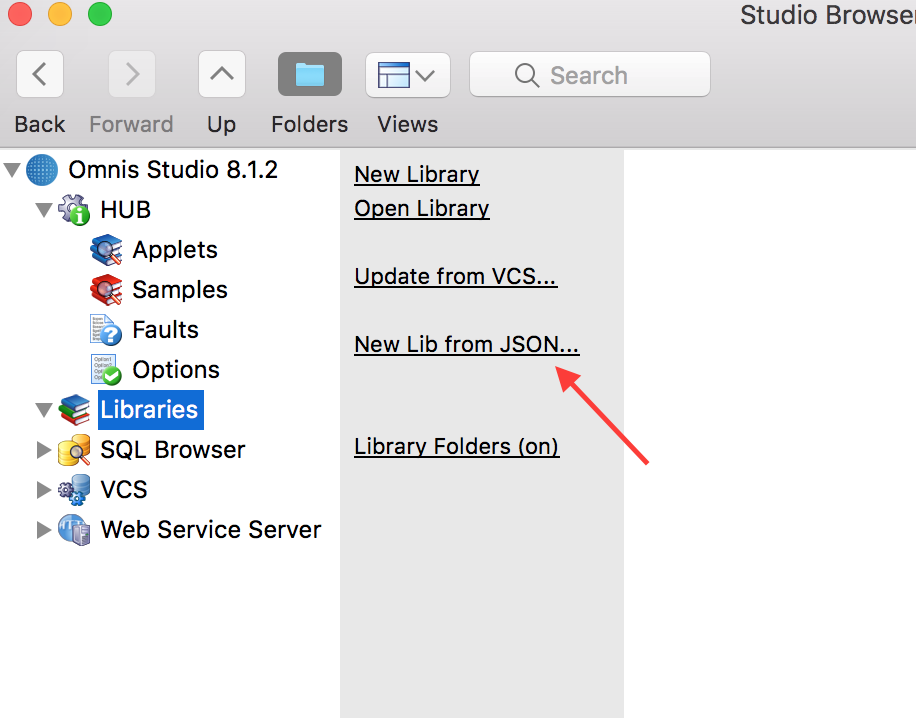 Studio Browser
Search
Back Forward Up Folders Views
Omnis Studio 8.1.2
HUB
Applets
Samples
Faults
Options
Libraries
SQL Browser
VCS
Web Service Server
New Library
Open Library
Update from VCS...
New Lib from JSON...
Library Folders (on)